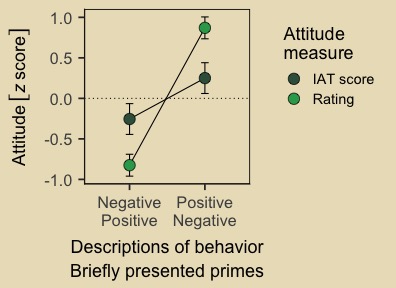 Attitude [z score]
1.0
0.5
0.0
-0.5
-1.0
Negative Positive
Positive Negative
Descriptions of behavior
Briefly presented primes
Attitude
measure
IAT score
Rating